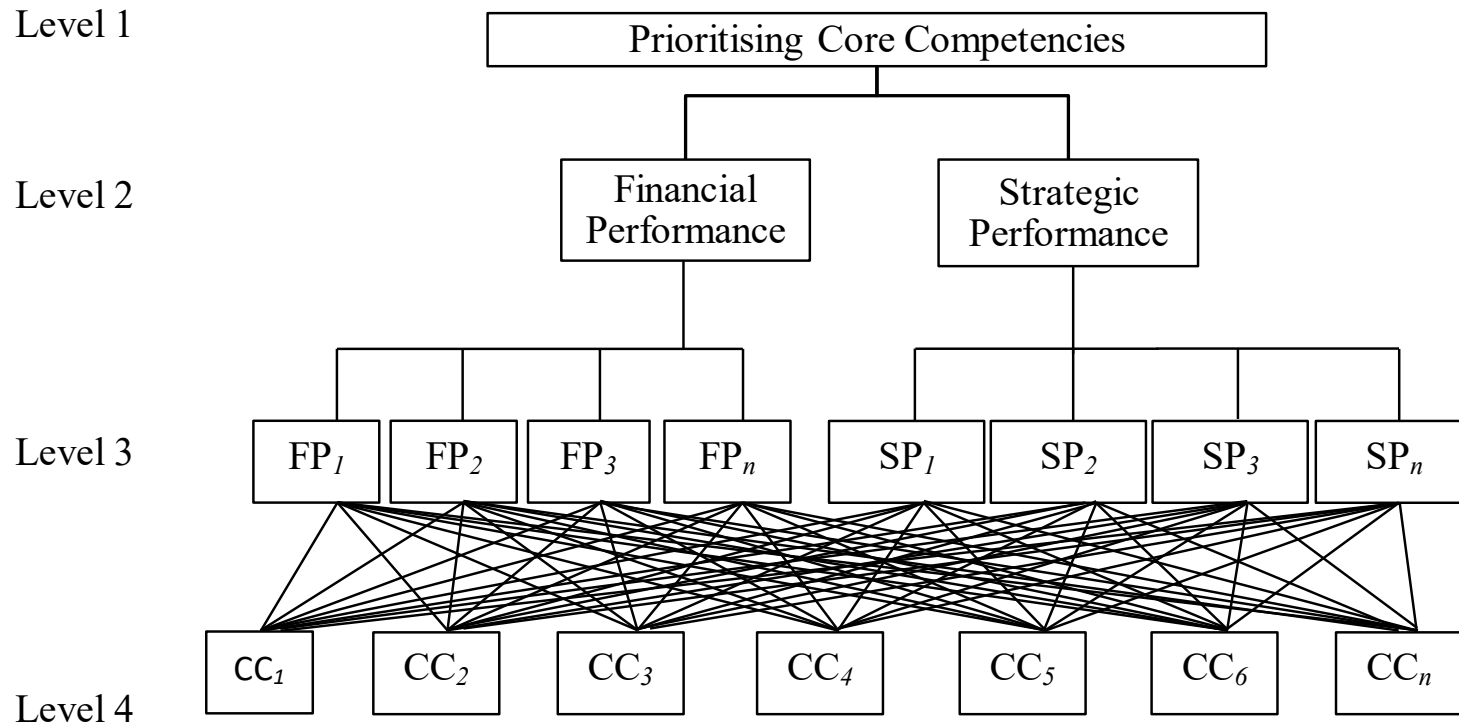 Level 1
Prioritising Core Competencies
Level 2
Financial
Performance
Strategic
Performance
Level 3
FP1
FP2
FP3
FPn
SP1
SP2
SP3
SPn
CC1
CC2
CC3
CC4
CC5
CC6
CCn
Level 4